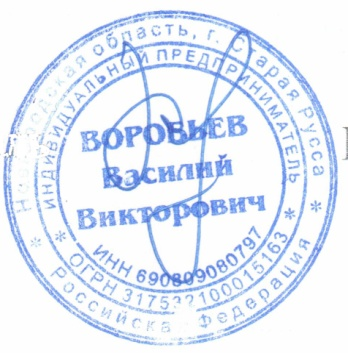 Новгородская область, г. Старая Русса
ИНДИВИДУАЛЬНЫЙ ПРЕДПРИНИМАТЕЛЬ
ВОРОБЬЕВ
Василий
Викторович
ИНН 690809080797
* ОГРН 317532100015163 *
* Российская Федерация *